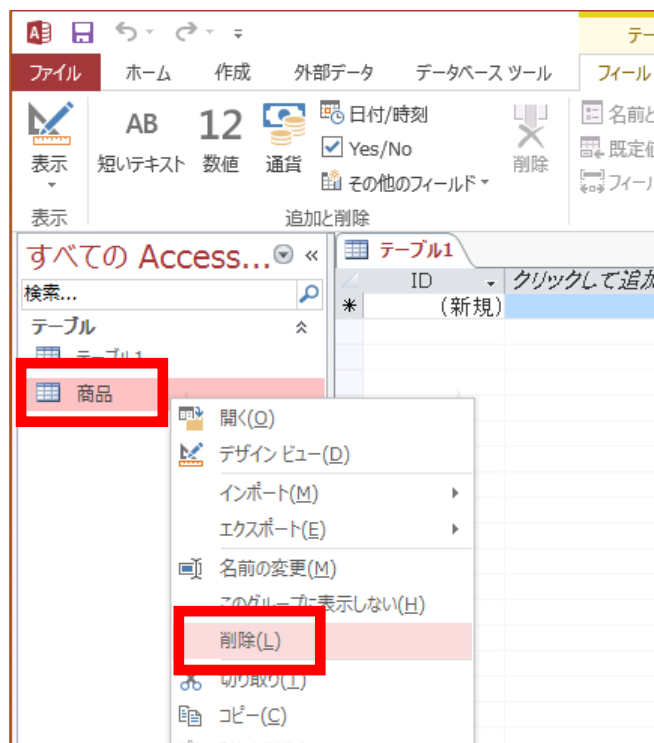 テー
ファイル ホーム 作成 外部データ データベース ツール フィール
表示 AB 短いテキスト 12 数値 通貨 日付/時刻 Yes/No その他のフィールド 削除 名前と 既定値 フィール
表示 追加と削除
すべての Access... «
検索...
テーブル
テーブル1
商品
テーブル1
ID クリックして追加
* (新規)
開く(O)
デザイン ビュー(D)
インポート(M)
エクスポート(E)
名前の変更(M)
このグループに表示しない(H)
削除(L)
切り取り(T)
コピー(C)